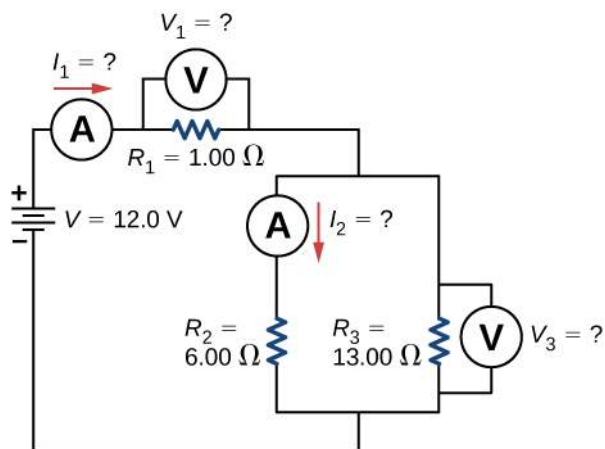 V₁ = ?
I₁ = ?
V
A
R₁ = 1.00 Ω
+
V = 12.0 V
−
A
I₂ = ?
R₂ =
6.00 Ω
R₃ =
13.00 Ω
V
V₃ = ?